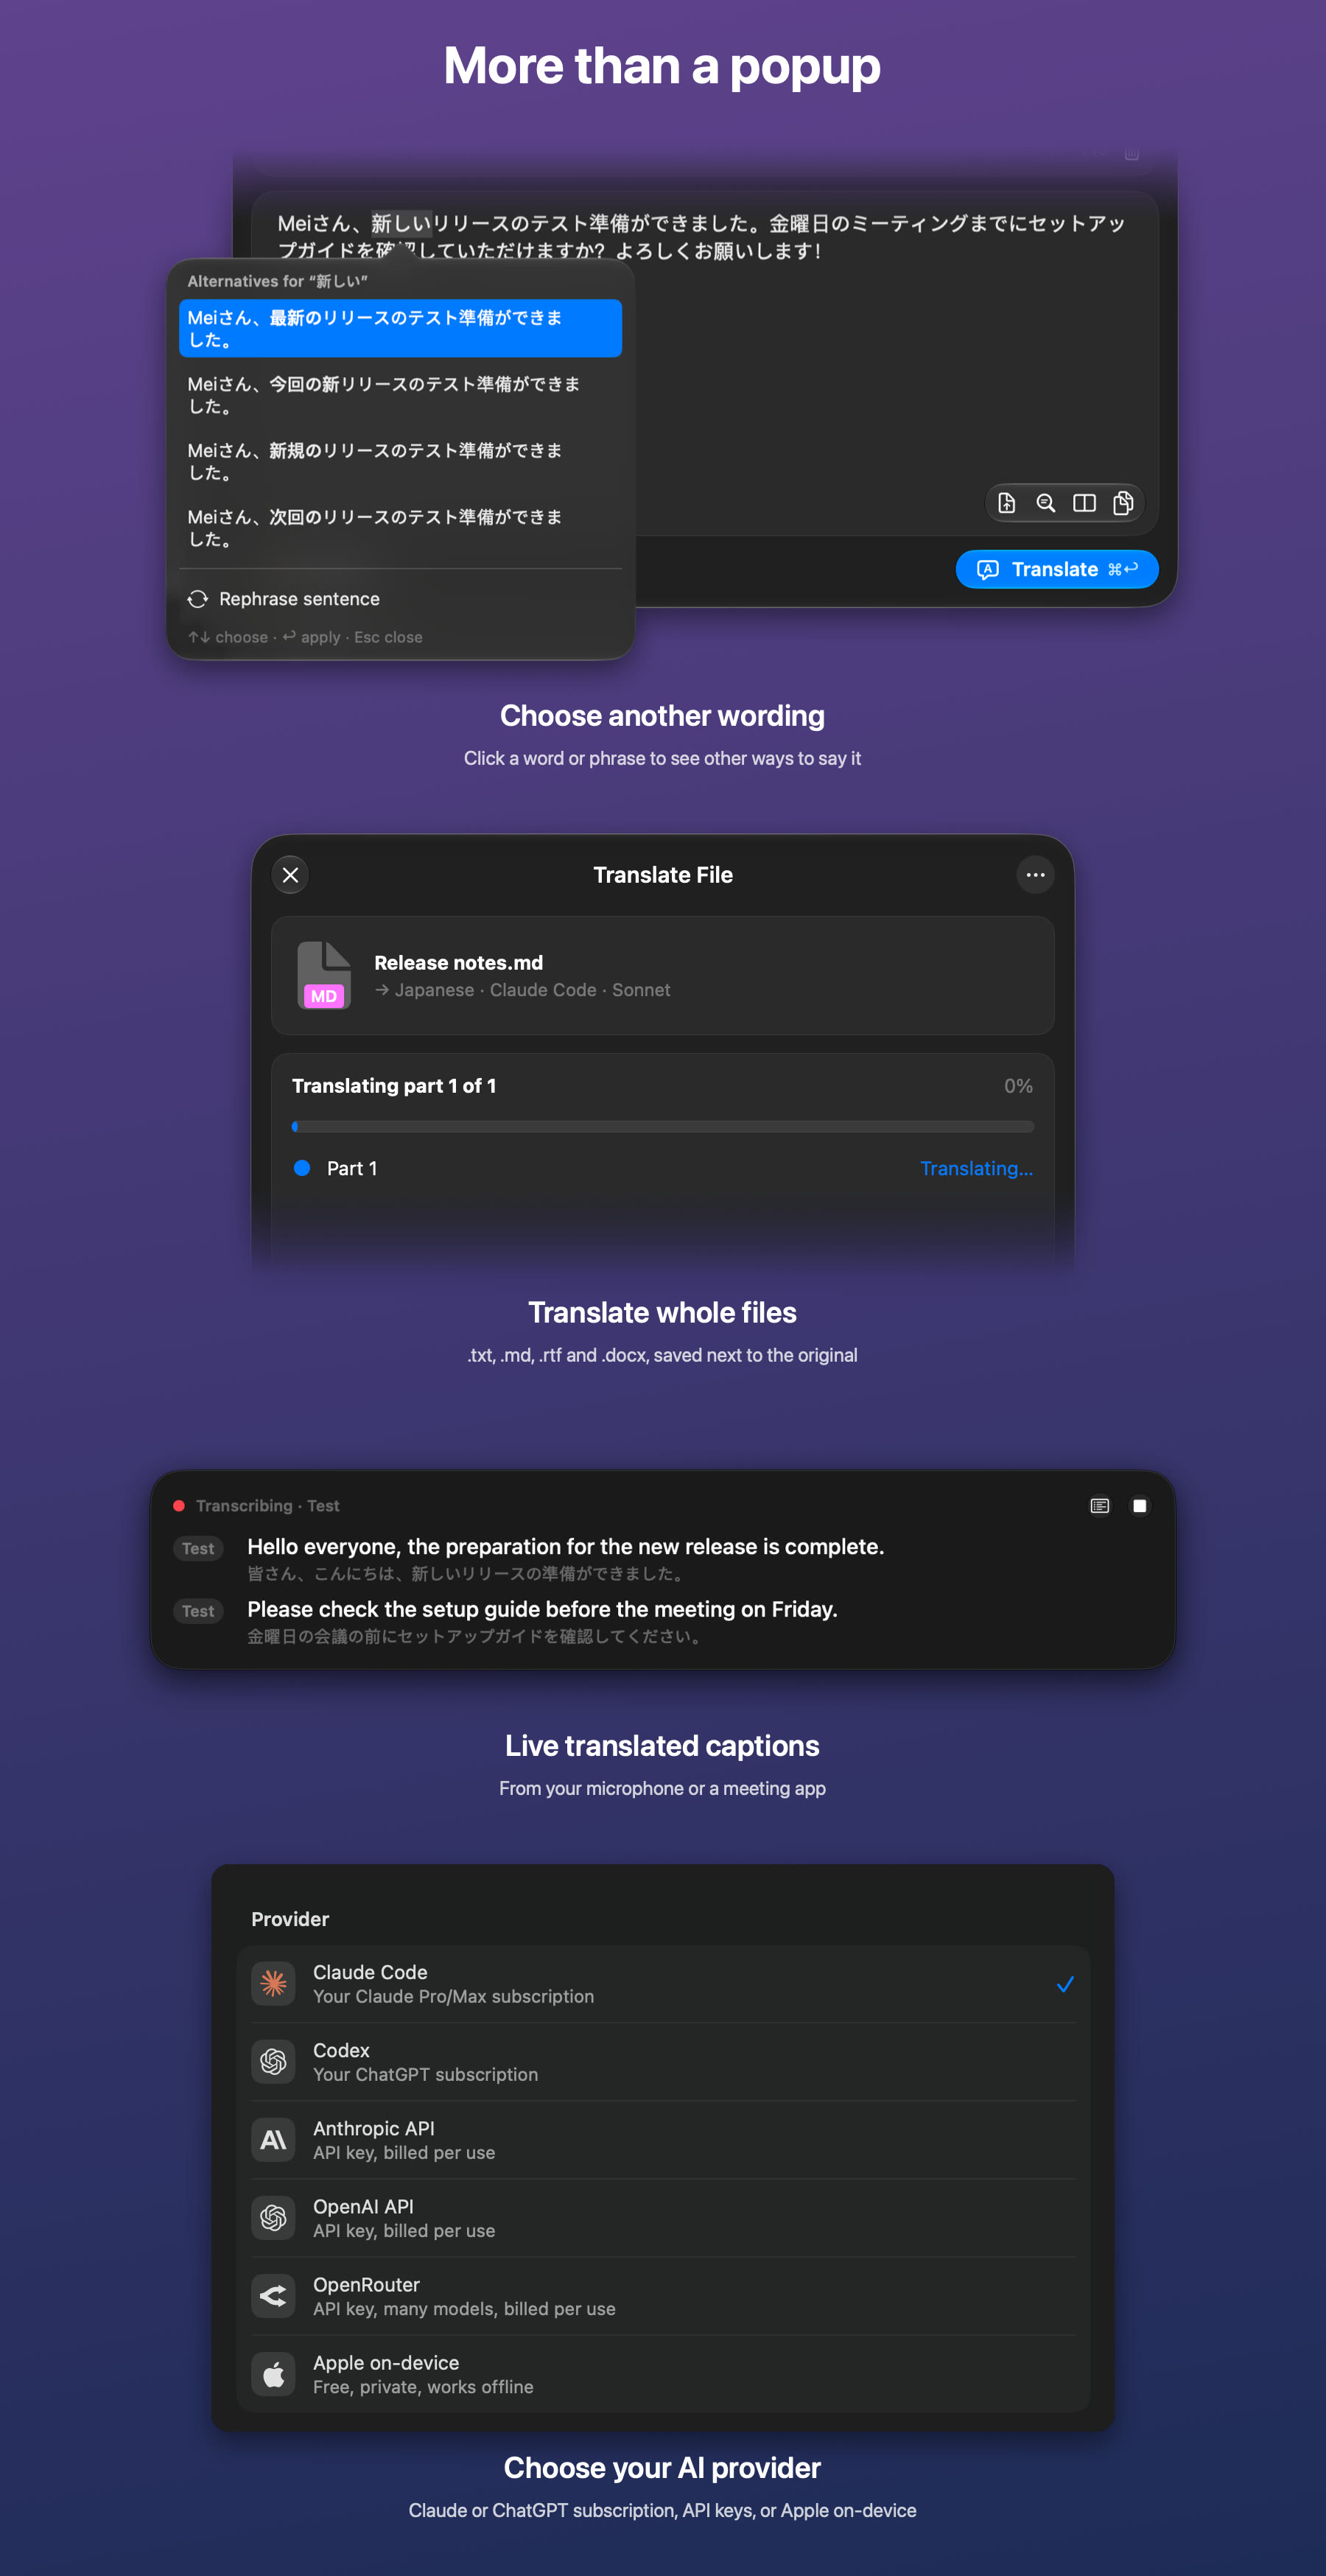 More than a popup
Meiさん、新しいリリースのテスト準備ができました。金曜日のミーティングまでにセットアッ
プガイドを確認していただけますか？よろしくお願いします！
Alternatives for “新しい”
Meiさん、最新のリリースのテスト準備ができま
した。
Meiさん、今回の新リリースのテスト準備ができま
した。
Meiさん、新規のリリースのテスト準備ができま
した。
Meiさん、次回のリリースのテスト準備ができま
した。
Rephrase sentence
↑↓ choose · ↩ apply · Esc close
Translate ⌘↩
Choose another wording
Click a word or phrase to see other ways to say it
Translate File
Release notes.md
MD
→ Japanese · Claude Code · Sonnet
Translating part 1 of 1 0%
Part 1 Translating...
Translate whole files
.txt, .md, .rtf and .docx, saved next to the original
Transcribing · Test
Test Hello everyone, the preparation for the new release is complete.
皆さん、こんにちは、新しいリリースの準備ができました。
Test Please check the setup guide before the meeting on Friday.
金曜日の会議の前にセットアップガイドを確認してください。
Live translated captions
From your microphone or a meeting app
Provider
Claude Code
Your Claude Pro/Max subscription
Codex
Your ChatGPT subscription
Anthropic API
API key, billed per use
OpenAI API
API key, billed per use
OpenRouter
API key, many models, billed per use
Apple on-device
Free, private, works offline
Choose your AI provider
Claude or ChatGPT subscription, API keys, or Apple on-device